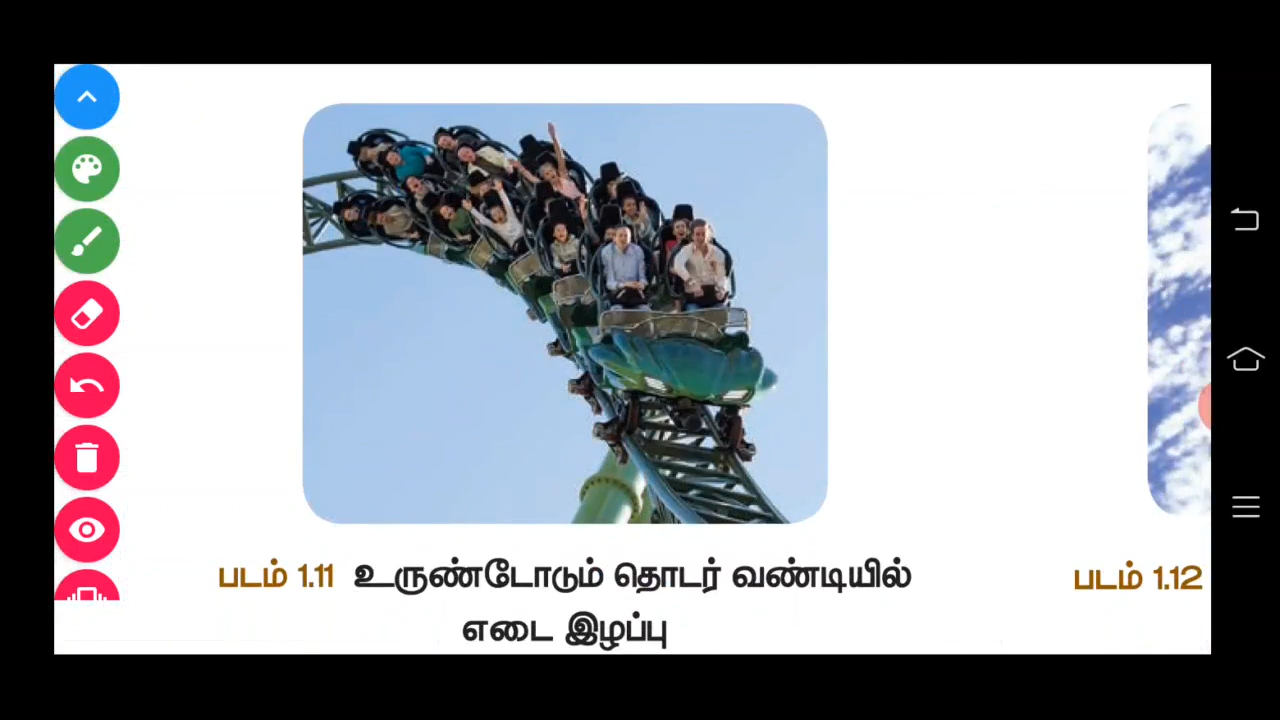 படம் 1.11 உருண்டோடும் தொடர் வண்டியில்
எடை இழப்பு
படம் 1.12